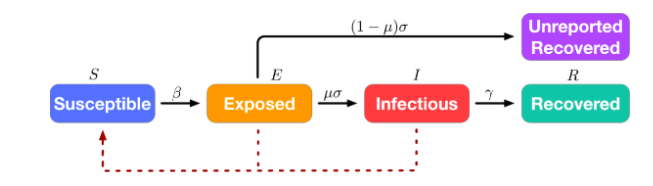 (1 − μ)σ
Unreported
Recovered
S
E
I
R
Susceptible
β
Exposed
μσ
Infectious
γ
Recovered